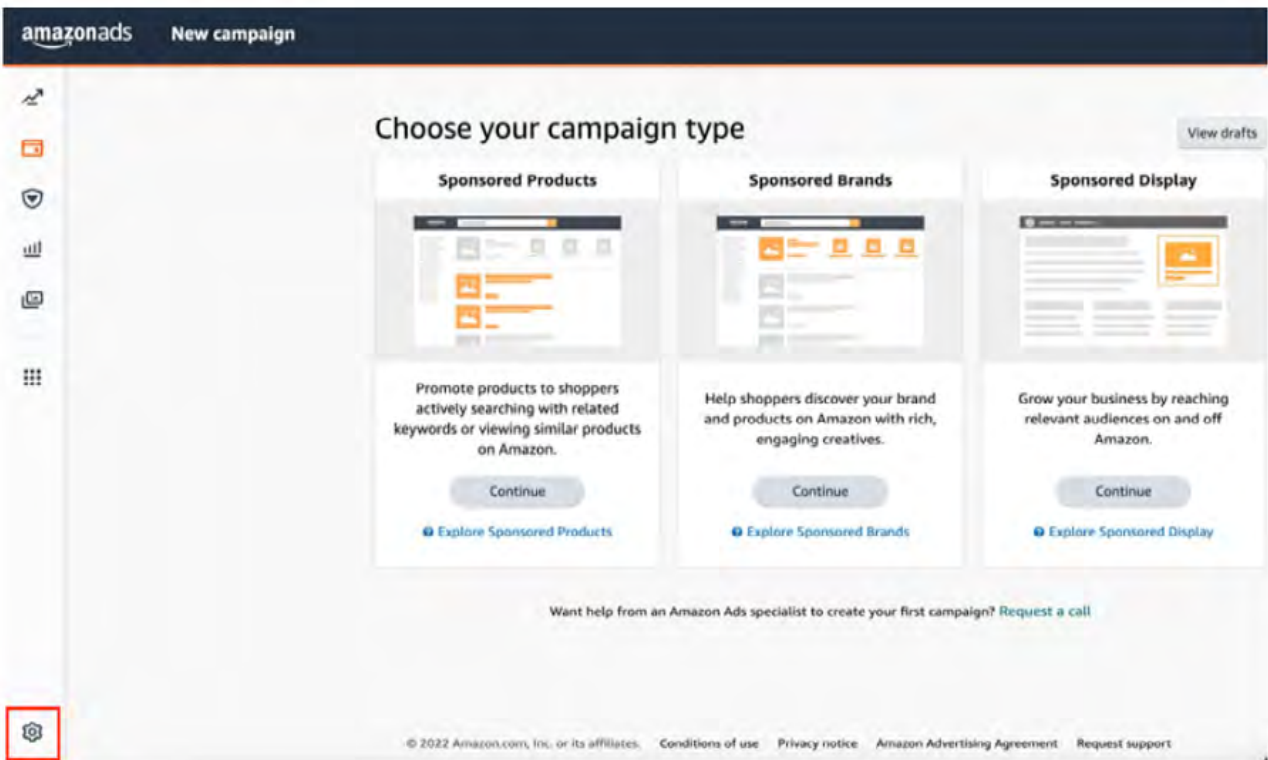 amazonads New campaign
Choose your campaign type
View drafts
Sponsored Products
Promote products to shoppers
actively searching with related
keywords or viewing similar products
on Amazon.
Continue
Explore Sponsored Products
Sponsored Brands
Help shoppers discover your brand
and products on Amazon with rich,
engaging creatives.
Continue
Explore Sponsored Brands
Sponsored Display
Grow your business by reaching
relevant audiences on and off
Amazon.
Continue
Explore Sponsored Display
Want help from an Amazon Ads specialist to create your first campaign? Request a call
© 2022 Amazon.com, Inc. or its affiliates. Conditions of use Privacy notice Amazon Advertising Agreement Request support